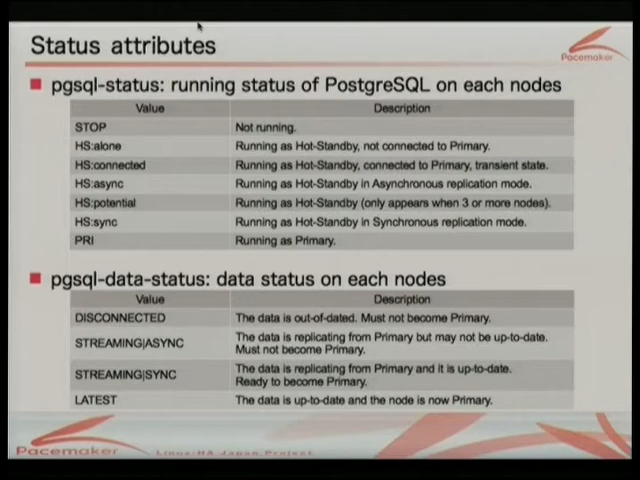 Status attributes
Pacemaker
pgsql-status: running status of PostgreSQL on each nodes
Value Description
STOP Not running.
HS:alone Running as Hot-Standby, not connected to Primary.
HS:connected Running as Hot-Standby, connected to Primary, transient state.
HS:async Running as Hot-Standby in Asynchronous replication mode.
HS:potential Running as Hot-Standby (only appears when 3 or more nodes).
HS:sync Running as Hot-Standby in Synchronous replication mode.
PRI Running as Primary.
pgsql-data-status: data status on each nodes
Value Description
DISCONNECTED The data is out-of-dated. Must not become Primary.
STREAMING|ASYNC The data is replicating from Primary but may not be up-to-date.
Must not become Primary.
STREAMING|SYNC The data is replicating from Primary and it is up-to-date.
Ready to become Primary.
LATEST The data is up-to-date and the node is now Primary.
Pacemaker Linux-HA Japan Project